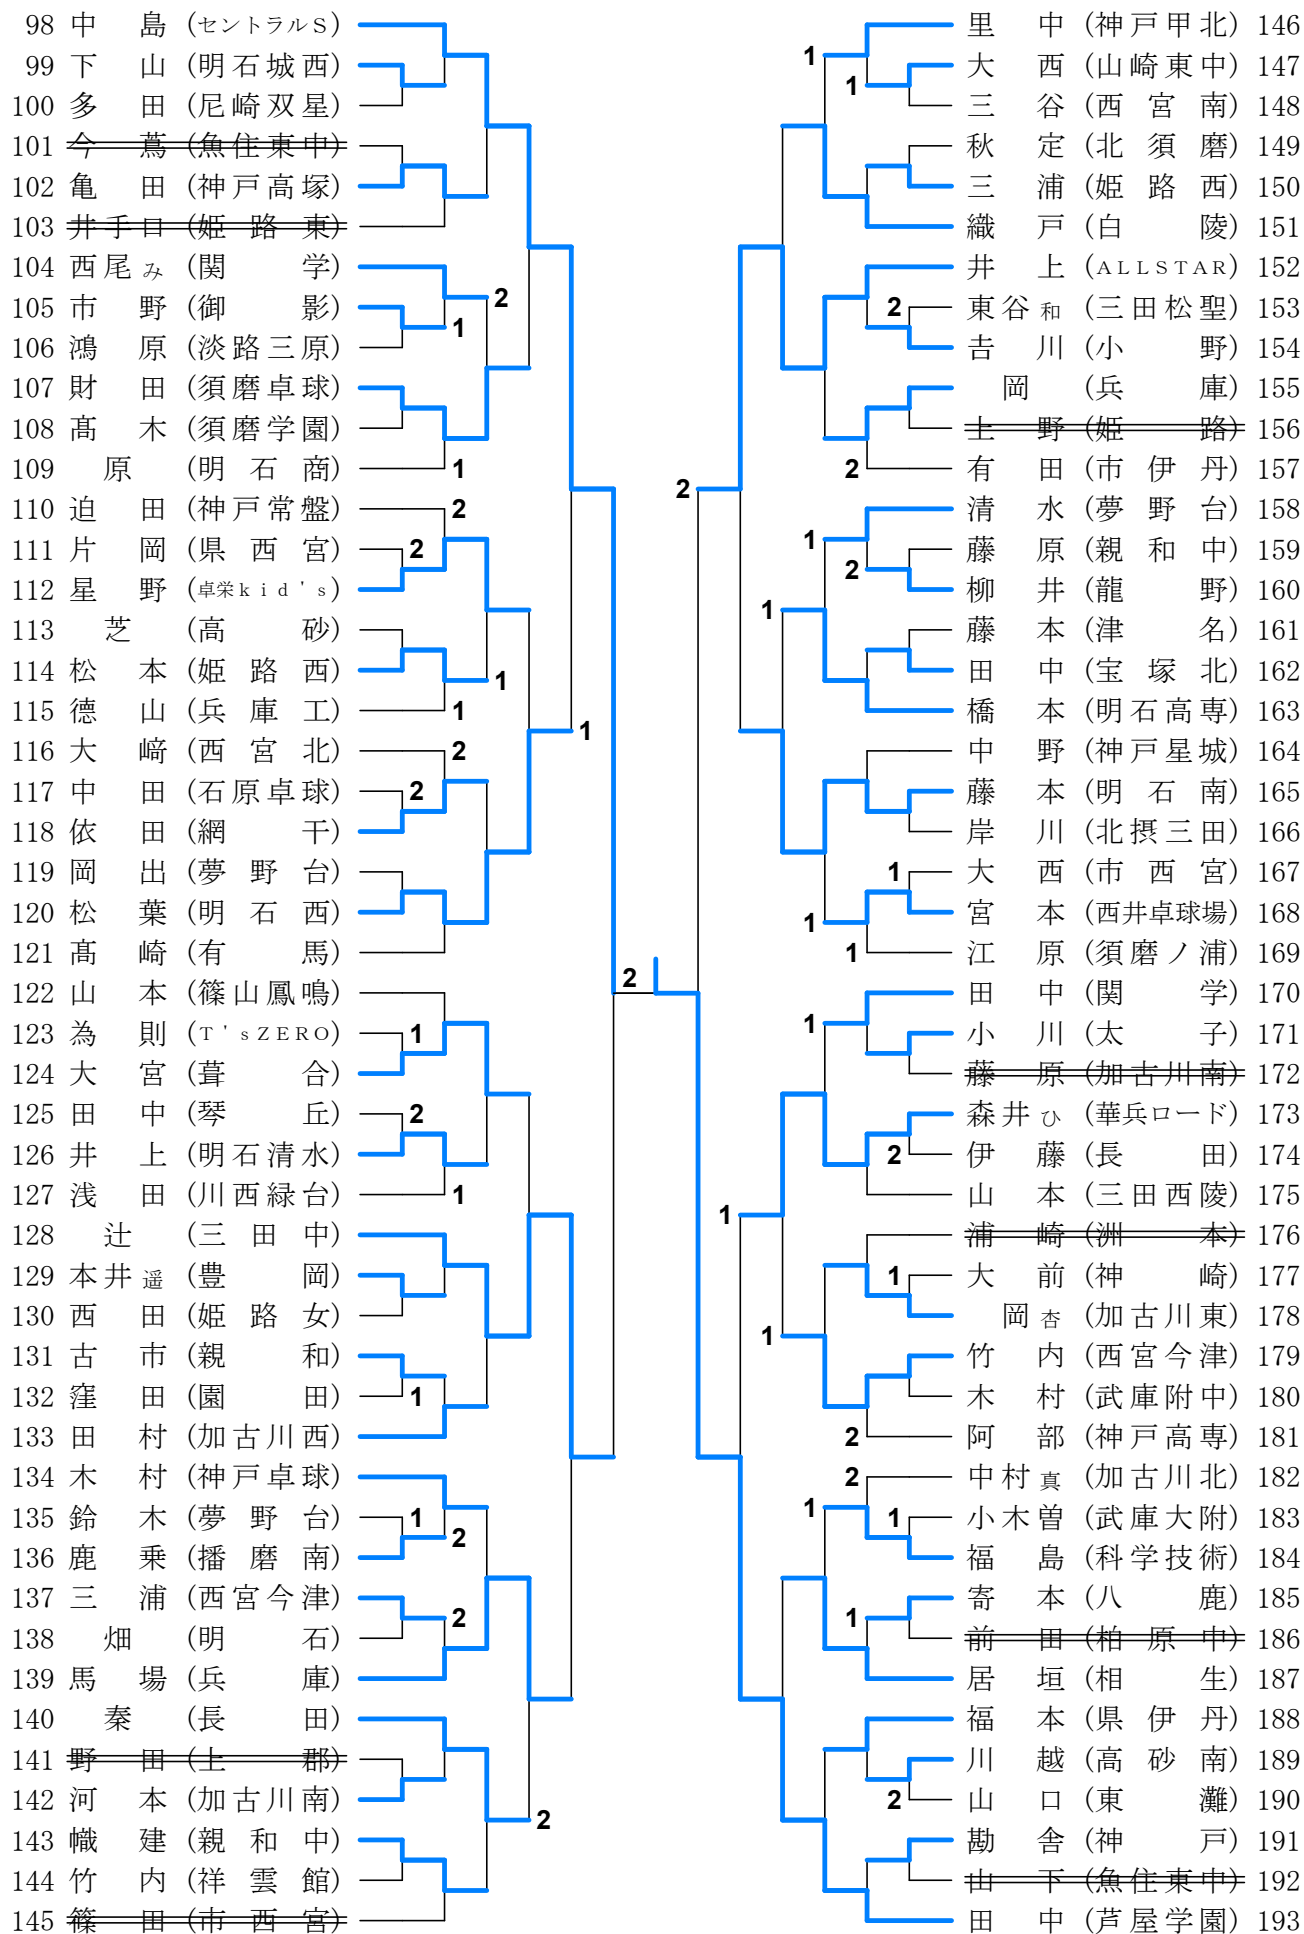 98 中島 (セントラルS)
99 下山 (明石城西)
100 多田 (尼崎双星)
101 今蔦 (魚住東中)
102 亀田 (神戸高塚)
103 井手口 (姫路東)
104 西尾み (関学)
105 市野 (御影)
106 鴻原 (淡路三原)
107 財田 (須磨卓球)
108 髙木 (須磨学園)
109 原 (明石商)
110 迫田 (神戸常盤)
111 片岡 (県西宮)
112 星野 (卓栄kid's)
113 芝 (高砂)
114 松本 (姫路西)
115 德山 (兵庫工)
116 大﨑 (西宮北)
117 中田 (石原卓球)
118 依田 (網干)
119 岡出 (夢野台)
120 松葉 (明石西)
121 髙崎 (有馬)
122 山本 (篠山鳳鳴)
123 為則 (T'sZERO)
124 大宮 (葺合)
125 田中 (琴丘)
126 井上 (明石清水)
127 浅田 (川西緑台)
128 辻 (三田中)
129 本井遥 (豊岡)
130 西田 (姫路女)
131 古市 (親和)
132 窪田 (園田)
133 田村 (加古川西)
134 木村 (神戸卓球)
135 鈴木 (夢野台)
136 鹿乗 (播磨南)
137 三浦 (西宮今津)
138 畑 (明石)
139 馬場 (兵庫)
140 秦 (長田)
141 野田 (上郡)
142 河本 (加古川南)
143 幟建 (親和中)
144 竹内 (祥雲館)
145 篠田 (市西宮)
2
1
1
2
2
1
1
2
2
1
1
2
1
1
2
2
2
2
里中 (神戸甲北) 146
大西 (山崎東中) 147
三谷 (西宮南) 148
秋定 (北須磨) 149
三浦 (姫路西) 150
織戸 (白陵) 151
井上 (ALLSTAR) 152
東谷和 (三田松聖) 153
吉川 (小野) 154
岡 (兵庫) 155
上野 (姫路) 156
有田 (市伊丹) 157
清水 (夢野台) 158
藤原 (親和中) 159
柳井 (龍野) 160
藤本 (津名) 161
田中 (宝塚北) 162
橋本 (明石高専) 163
中野 (神戸星城) 164
藤本 (明石南) 165
岸川 (北摂三田) 166
大西 (市西宮) 167
宮本 (西井卓球場) 168
江原 (須磨ノ浦) 169
田中 (関学) 170
小川 (太子) 171
藤原 (加古川南) 172
森井ひ (華兵ロード) 173
伊藤 (長田) 174
山本 (三田西陵) 175
浦崎 (洲本) 176
大前 (神崎) 177
岡杏 (加古川東) 178
竹内 (西宮今津) 179
木村 (武庫附中) 180
阿部 (神戸高専) 181
中村真 (加古川北) 182
小木曽 (武庫大附) 183
福島 (科学技術) 184
寄本 (八鹿) 185
前田 (柏原中) 186
居垣 (相生) 187
福本 (県伊丹) 188
川越 (高砂南) 189
山口 (東灘) 190
勘舎 (神戸) 191
山下 (魚住東中) 192
田中 (芦屋学園) 193
1
1
2
2
2
1
2
1
1
1
1
1
2
1
1
1
2
2
1
1
1
2